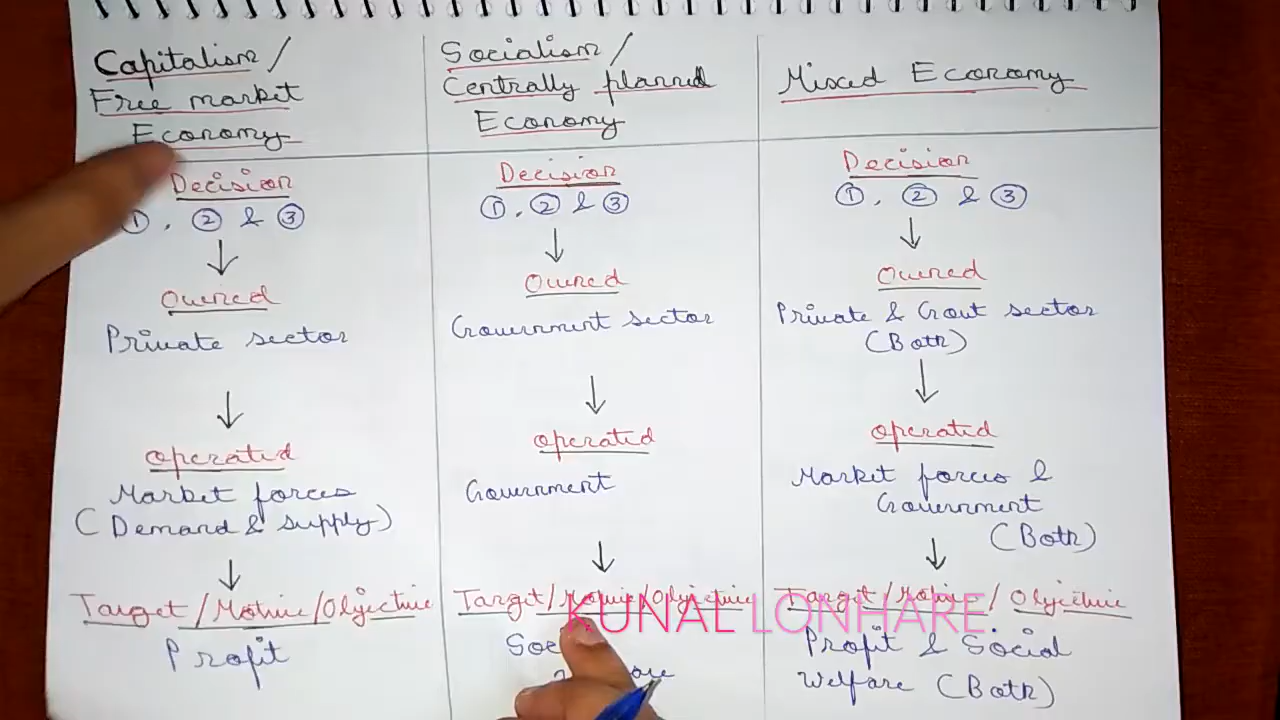 Capitalism /
Free market
Economy
Decision
①, ② & ③
Owned
Private sector
Operated
Market forces
(Demand & supply)
Target/Motive/Objective
Profit
Socialism /
Centrally planned
Economy
Decision
①, ② & ③
Owned
Government sector
Operated
Government
Target/Motive/Objective
Mixed Economy
Decision
①, ② & ③
Owned
Private & Govt sector
(Both)
Operated
Market forces &
Government
(Both)
Target/Motive / Objective
Profit & Social
Welfare (Both)
KUNAL LONHARE